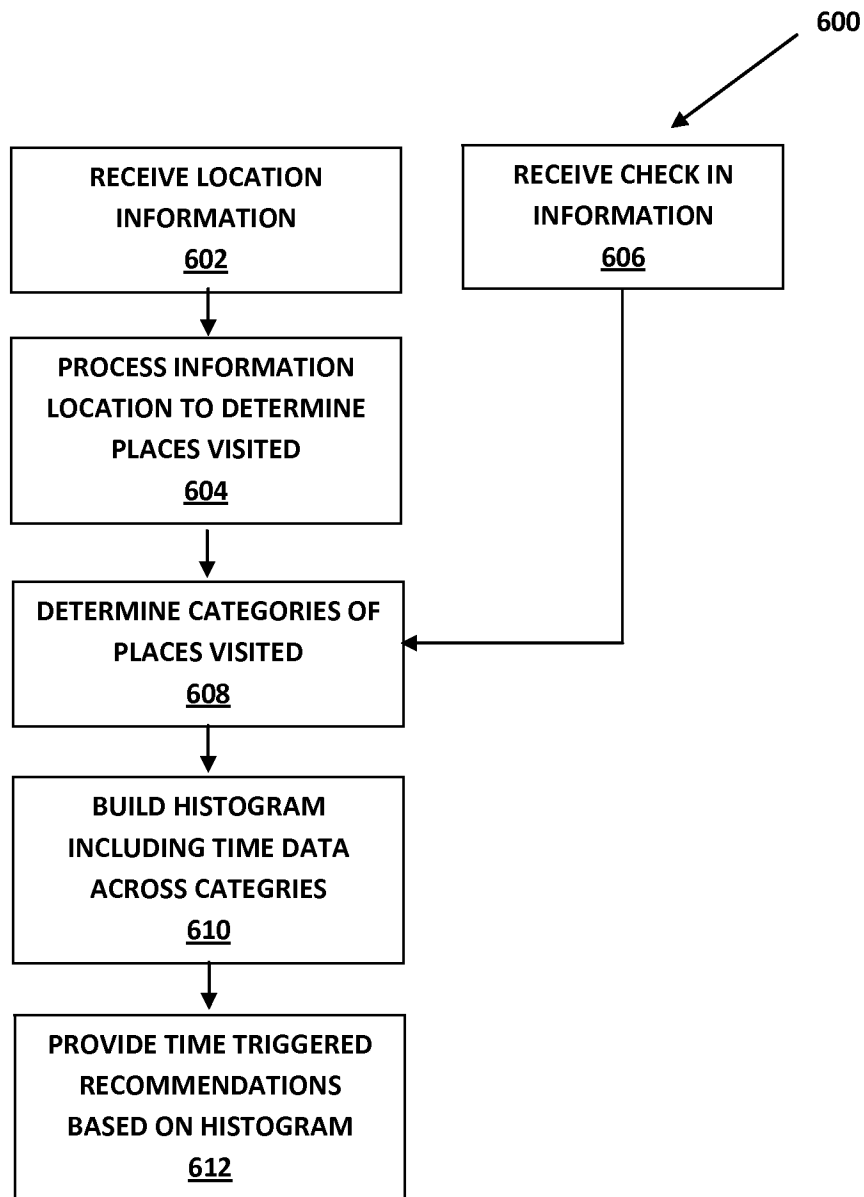 600
RECEIVE LOCATION
INFORMATION
602
RECEIVE CHECK IN
INFORMATION
606
PROCESS INFORMATION
LOCATION TO DETERMINE
PLACES VISITED
604
DETERMINE CATEGORIES OF
PLACES VISITED
608
BUILD HISTOGRAM
INCLUDING TIME DATA
ACROSS CATEGRIES
610
PROVIDE TIME TRIGGERED
RECOMMENDATIONS
BASED ON HISTOGRAM
612